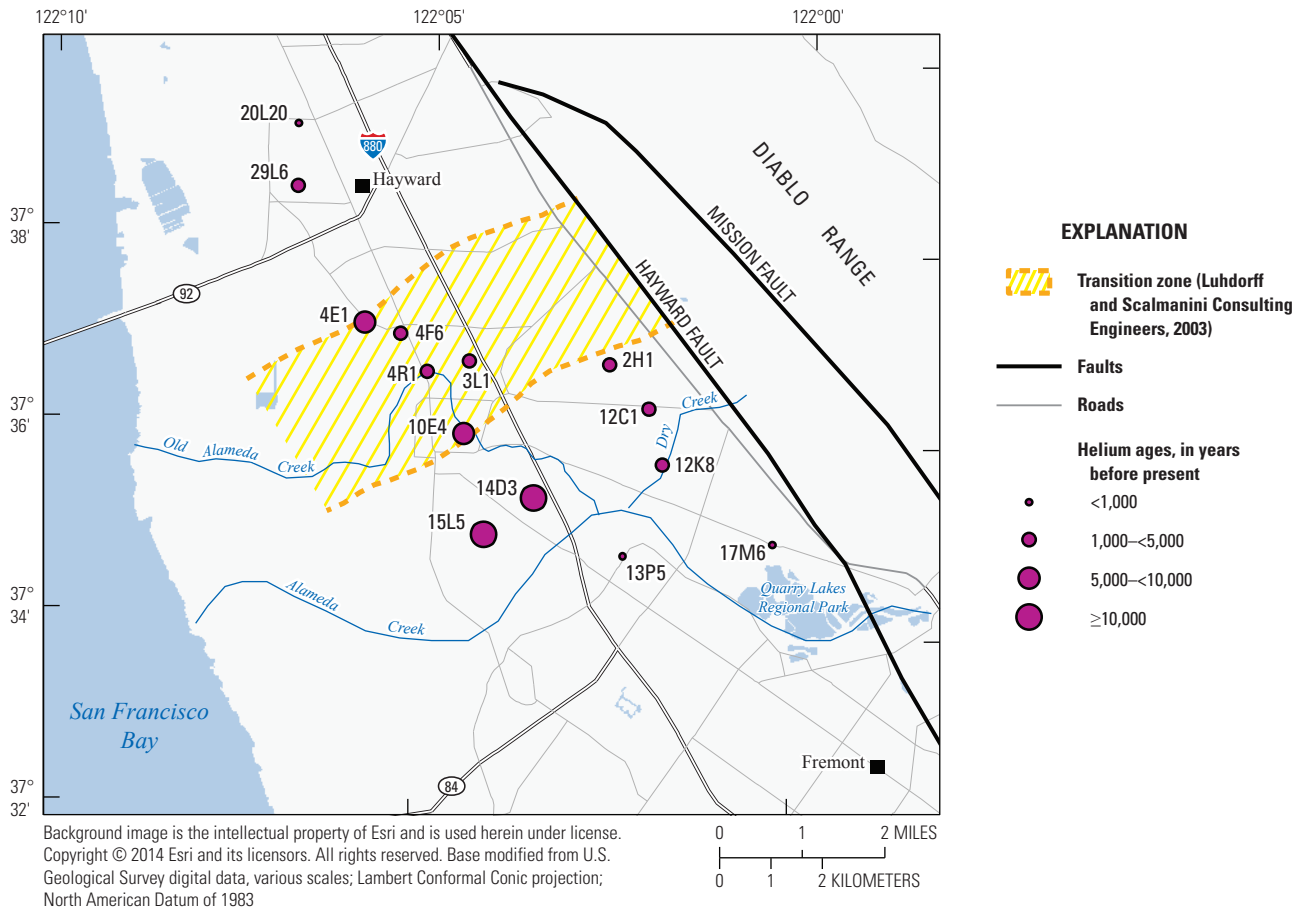 122°10'
122°05'
122°00'
20L20
880
29L6
Hayward
DIABLO
RANGE
MISSION FAULT
HAYWARD FAULT
37°
38'
92
4E1
4F6
4R1
3L1
2H1
37°
36'
12C1
Creek
Dry
10E4
Old Alameda
Creek
12K8
14D3
15L5
13P5
17M6
Quarry Lakes
Regional Park
37°
34'
Alameda
Creek
San Francisco
Bay
Fremont
84
37°
32'
EXPLANATION
Transition zone (Luhdorff
and Scalmanini Consulting
Engineers, 2003)
Faults
Roads
Helium ages, in years
before present
<1,000
1,000–<5,000
5,000–<10,000
≥10,000
Background image is the intellectual property of Esri and is used herein under license.
Copyright © 2014 Esri and its licensors. All rights reserved. Base modified from U.S.
Geological Survey digital data, various scales; Lambert Conformal Conic projection;
North American Datum of 1983
0 1 2 MILES
0 1 2 KILOMETERS